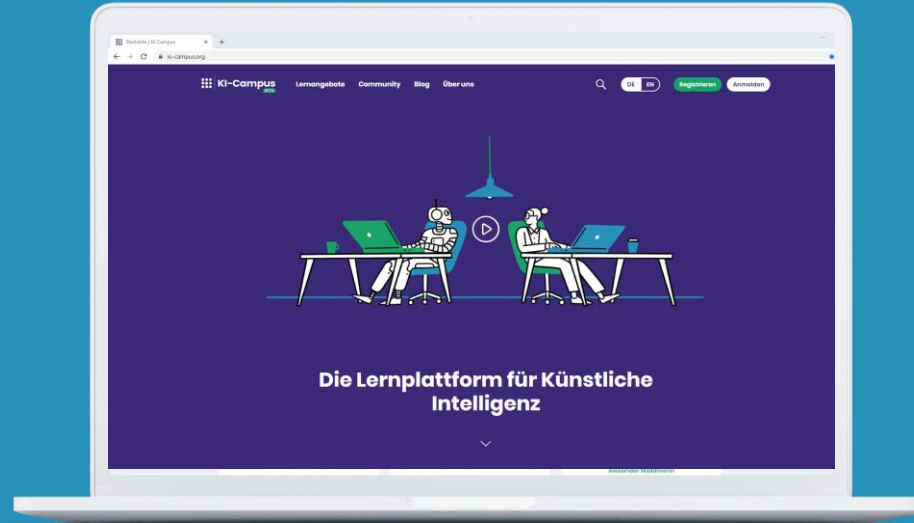 Startseite | KI-Campus
ki-campus.org
KI-Campus
BETA
Lernangebote Community Blog Über uns
DE EN
Registrieren Anmelden
Die Lernplattform für Künstliche
Intelligenz
Alexander Waldmann